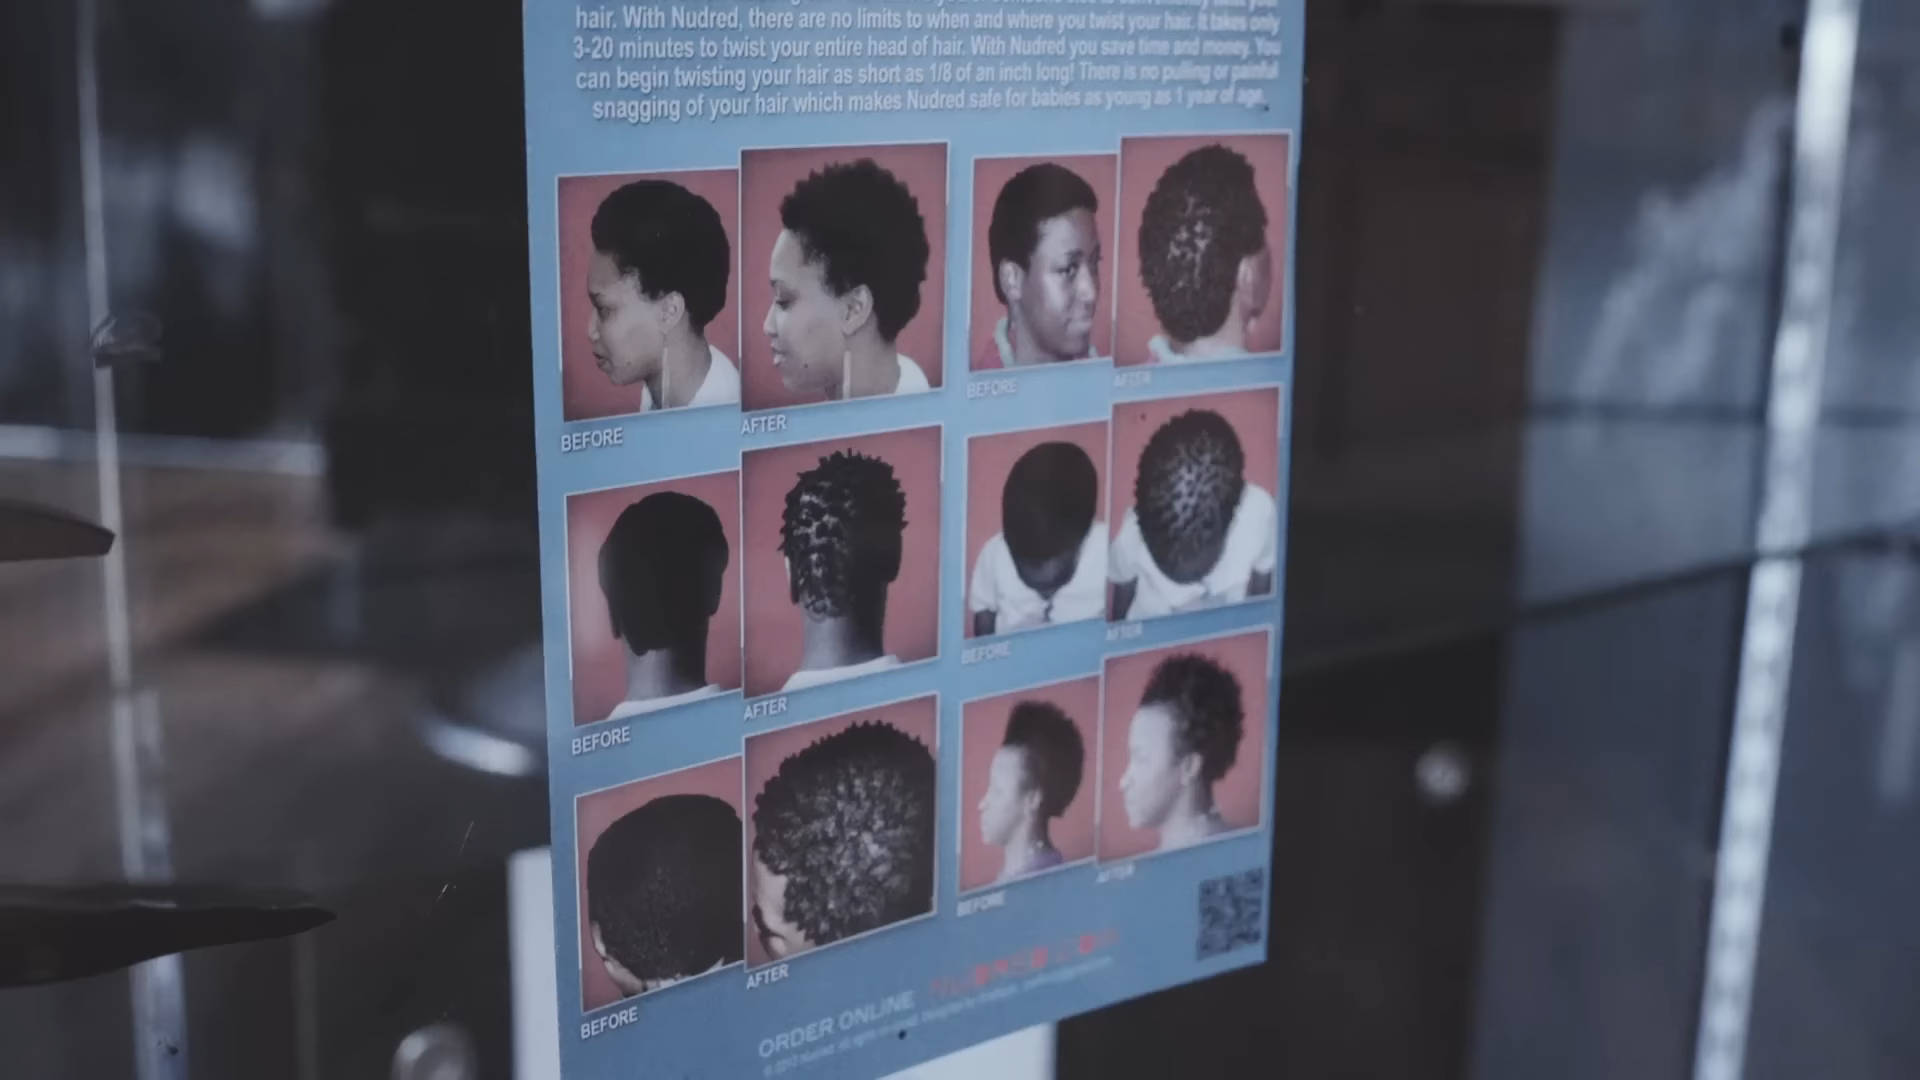 hair. With Nudred, there are no limits to when and where you twist your hair. It takes only
3-20 minutes to twist your entire head of hair. With Nudred you save time and money. You
can begin twisting your hair as short as 1/8 of an inch long! There is no pulling or painful
snagging of your hair which makes Nudred safe for babies as young as 1 year of age.
BEFORE
AFTER
BEFORE
AFTER
BEFORE
AFTER
BEFORE
AFTER
BEFORE
AFTER
BEFORE
AFTER
ORDER ONLINE